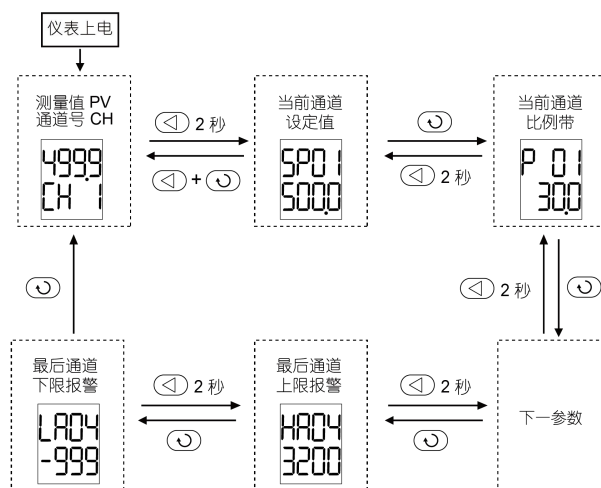 仪表上电
测量值 PV
通道号 CH
499.9
CH 1
2 秒
+
当前通道
设定值
SP01
500.0
2 秒
当前通道
比例带
P 01
30.0
2 秒
最后通道
下限报警
LA04
-999
2 秒
最后通道
上限报警
HA04
3200
2 秒
下一参数